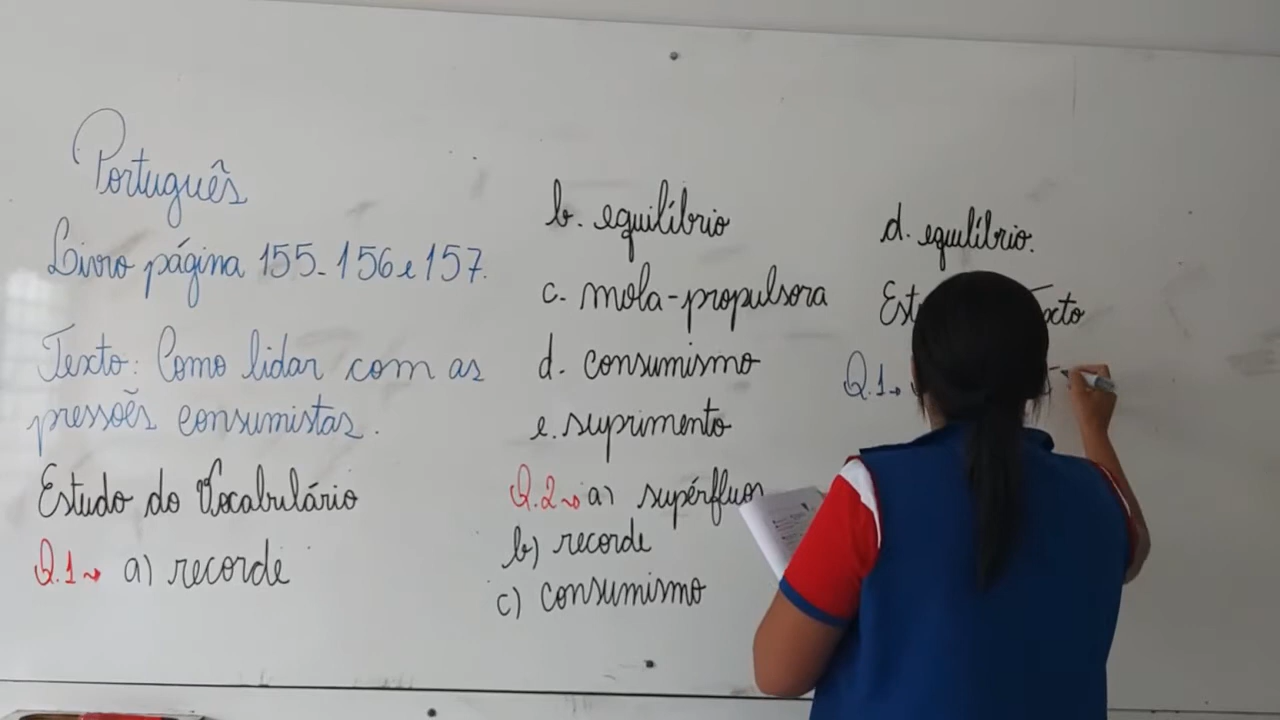 Português
Livro página 155-156 e 157.
Texto: Como lidar com as
pressões consumistas.
Estudo do Vocabulário
Q.1→ a) recorde
b. equilíbrio
c. mola-propulsora
d. consumismo
e. suprimento
Q.2→ a) supérfluos
b) recorde
c) consumismo
d. equilíbrio.
Q.1→